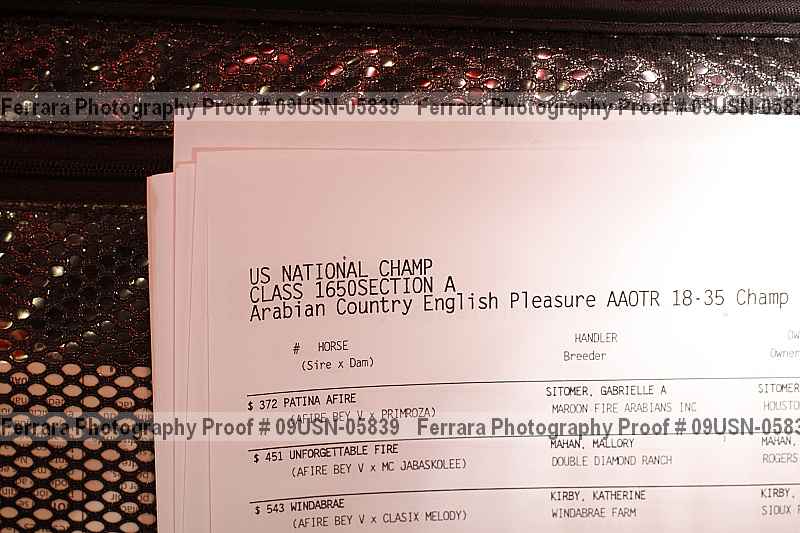 Ferrara Photography Proof # 09USN-05839 Ferrara Photography Proof # 09USN-0583
US NATIONAL CHAMP
CLASS 1650SECTION A
Arabian Country English Pleasure AAOTR 18-35 Champ
# HORSE HANDLER OW
(Sire x Dam) Breeder Owner
$ 372 PATINA AFIRE SITOMER, GABRIELLE A SITOMER
(AFIRE BEY V x PRIMROZA) MAROON FIRE ARABIANS INC HOUSTO
Ferrara Photography Proof # 09USN-05839 Ferrara Photography Proof # 09USN-0583
$ 451 UNFORGETTABLE FIRE MAHAN, MALLORY MAHAN,
(AFIRE BEY V x MC JABASKOLEE) DOUBLE DIAMOND RANCH ROGERS
$ 543 WINDABRAE KIRBY, KATHERINE KIRBY,
(AFIRE BEY V x CLASIX MELODY) WINDABRAE FARM SIOUX